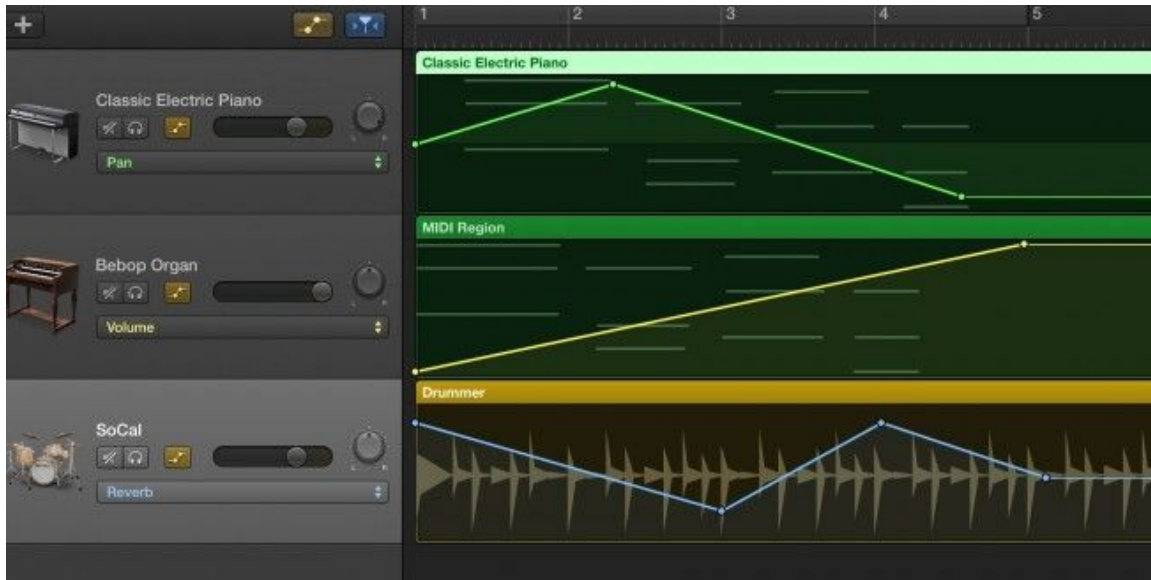 1 2 3 4 5
Classic Electric Piano
Classic Electric Piano
Pan
L R
MIDI Region
Bebop Organ
Volume
L R
Drummer
SoCal
Reverb
L R